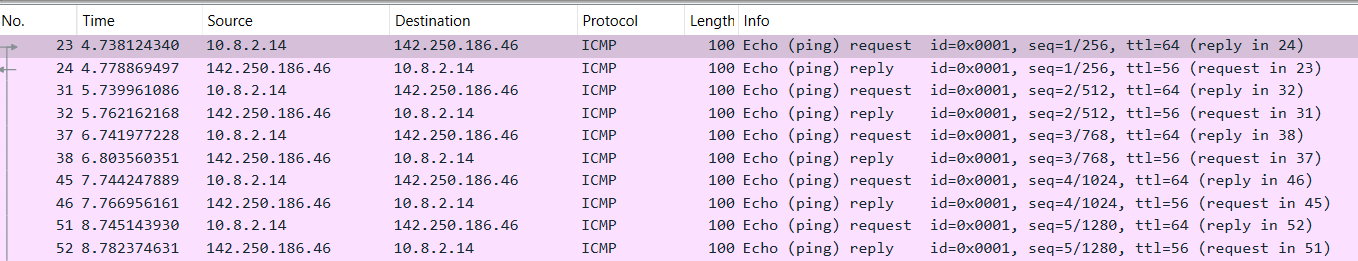 No. Time Source Destination Protocol Length Info
23 4.738124340 10.8.2.14 142.250.186.46 ICMP 100 Echo (ping) request id=0x0001, seq=1/256, ttl=64 (reply in 24)
24 4.778869497 142.250.186.46 10.8.2.14 ICMP 100 Echo (ping) reply id=0x0001, seq=1/256, ttl=56 (request in 23)
31 5.739961086 10.8.2.14 142.250.186.46 ICMP 100 Echo (ping) request id=0x0001, seq=2/512, ttl=64 (reply in 32)
32 5.762162168 142.250.186.46 10.8.2.14 ICMP 100 Echo (ping) reply id=0x0001, seq=2/512, ttl=56 (request in 31)
37 6.741977228 10.8.2.14 142.250.186.46 ICMP 100 Echo (ping) request id=0x0001, seq=3/768, ttl=64 (reply in 38)
38 6.803560351 142.250.186.46 10.8.2.14 ICMP 100 Echo (ping) reply id=0x0001, seq=3/768, ttl=56 (request in 37)
45 7.744247889 10.8.2.14 142.250.186.46 ICMP 100 Echo (ping) request id=0x0001, seq=4/1024, ttl=64 (reply in 46)
46 7.766956161 142.250.186.46 10.8.2.14 ICMP 100 Echo (ping) reply id=0x0001, seq=4/1024, ttl=56 (request in 45)
51 8.745143930 10.8.2.14 142.250.186.46 ICMP 100 Echo (ping) request id=0x0001, seq=5/1280, ttl=64 (reply in 52)
52 8.782374631 142.250.186.46 10.8.2.14 ICMP 100 Echo (ping) reply id=0x0001, seq=5/1280, ttl=56 (request in 51)